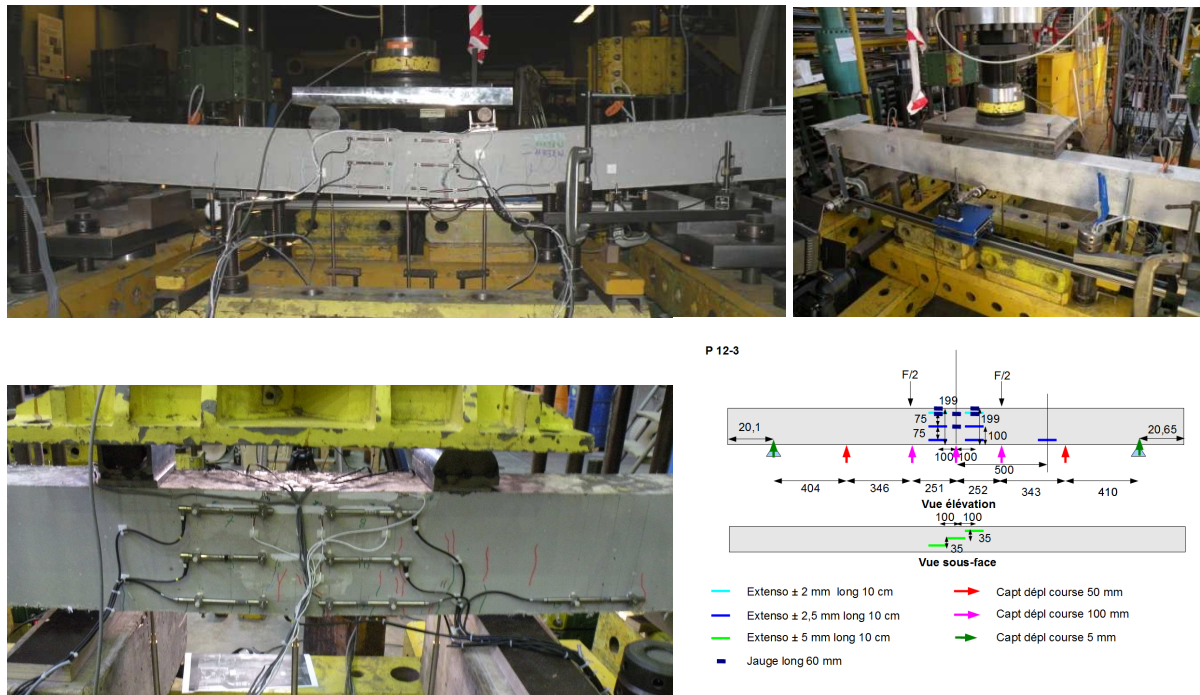 P 12-3
F/2
F/2
199
75
199
75
100
20,1
20,65
100
100
500
404
346
251
252
343
410
Vue élévation
100
100
35
35
Vue sous-face
Extenso ± 2 mm long 10 cm
Capt dépl course 50 mm
Extenso ± 2,5 mm long 10 cm
Capt dépl course 100 mm
Extenso ± 5 mm long 10 cm
Capt dépl course 5 mm
Jauge long 60 mm